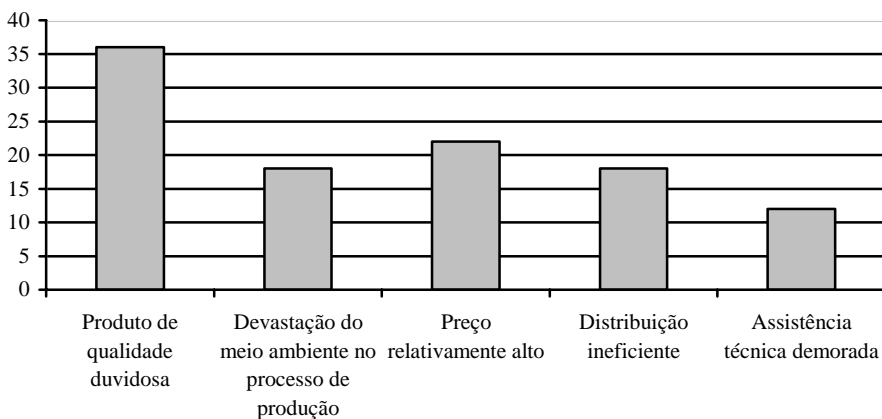 40
35
30
25
20
15
10
5
0
Produto de
qualidade
duvidosa
Devastação do
meio ambiente no
processo de
produção
Preço
relativamente alto
Distribuição
ineficiente
Assistência
técnica demorada